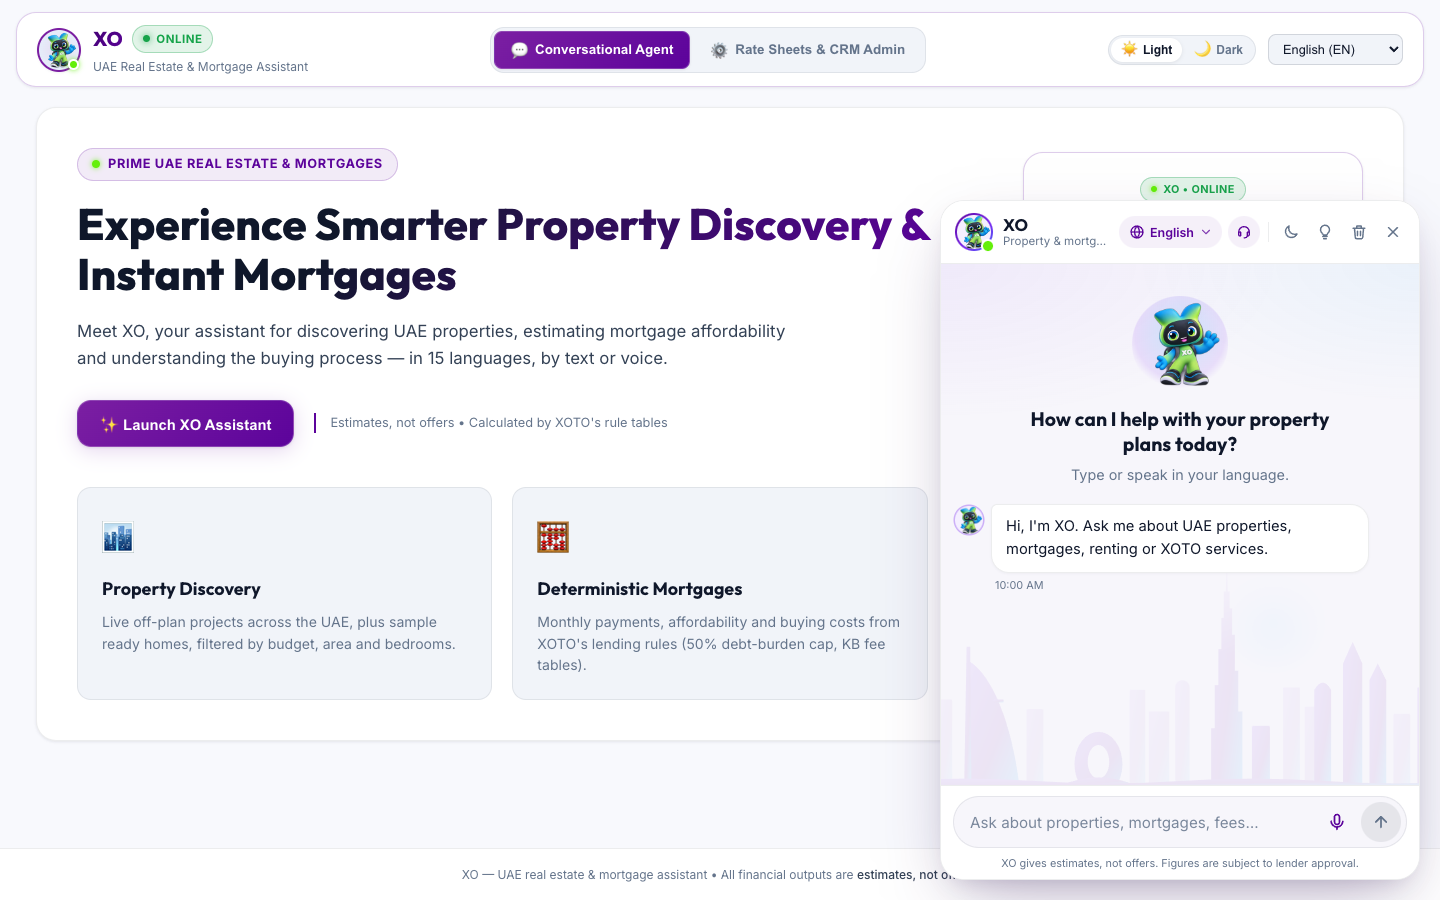 XO
ONLINE
UAE Real Estate & Mortgage Assistant
Conversational Agent
Rate Sheets & CRM Admin
Light
Dark
English (EN)
PRIME UAE REAL ESTATE & MORTGAGES
Experience Smarter Property Discovery &
Instant Mortgages
Meet XO, your assistant for discovering UAE properties, estimating mortgage affordability
and understanding the buying process — in 15 languages, by text or voice.
✨ Launch XO Assistant
Estimates, not offers • Calculated by XOTO's rule tables
Property Discovery
Live off-plan projects across the UAE, plus sample
ready homes, filtered by budget, area and bedrooms.
Deterministic Mortgages
Monthly payments, affordability and buying costs from
XOTO's lending rules (50% debt-burden cap, KB fee
tables).
XO • ONLINE
XO
Property & mortg...
English
XO
How can I help with your property
plans today?
Type or speak in your language.
Hi, I'm XO. Ask me about UAE properties,
mortgages, renting or XOTO services.
10:00 AM
Ask about properties, mortgages, fees...
XO gives estimates, not offers. Figures are subject to lender approval.
XO — UAE real estate & mortgage assistant • All financial outputs are estimates, not